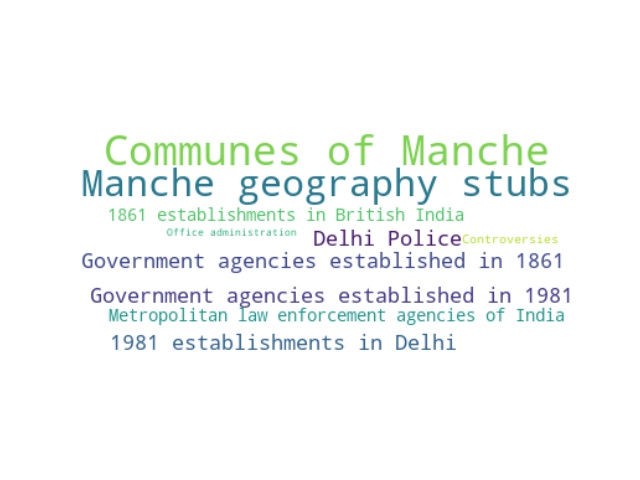 Communes of Manche
Manche geography stubs
1861 establishments in British India
Office administration
Delhi Police
Controversies
Government agencies established in 1861
Government agencies established in 1981
Metropolitan law enforcement agencies of India
1981 establishments in Delhi